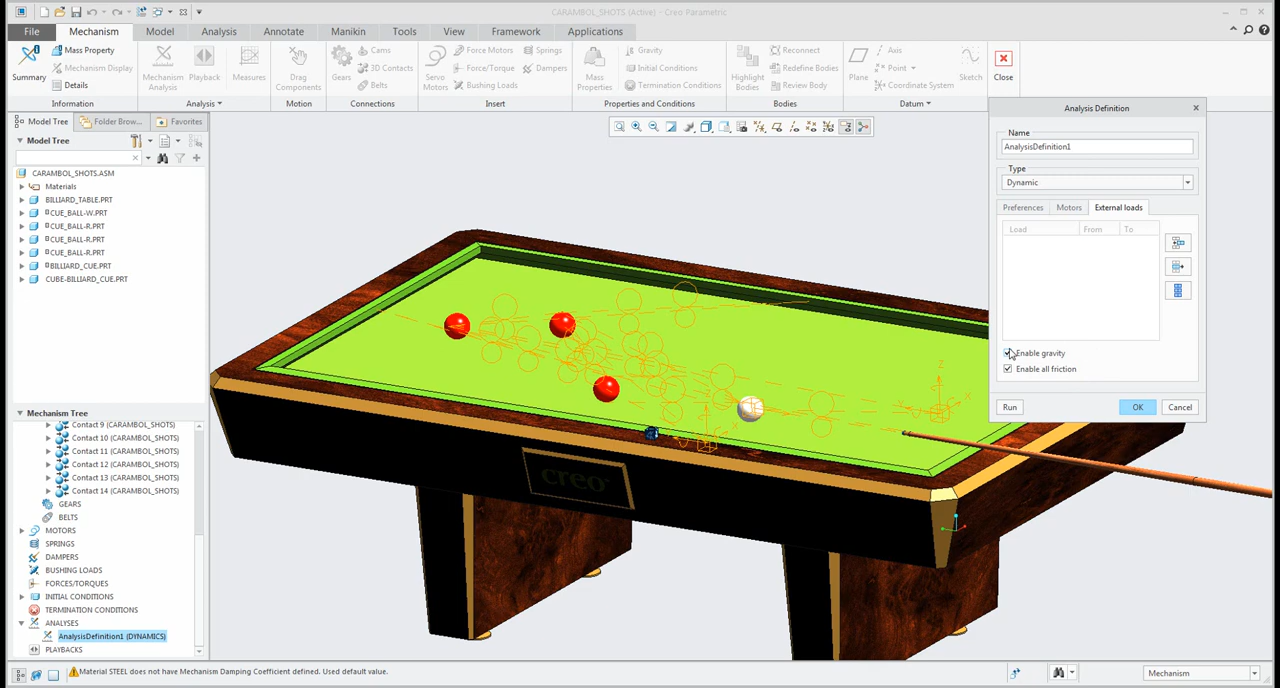 CARAMBOL_SHOTS (Active) - Creo Parametric
File Mechanism Model Tools Analysis Annotate Manikin Tools View Framework Applications
Summary
Mass Property
Mechanism Display
Details
Information
Mechanism Analysis
Playback
Measures
Analysis
Drag Components
Motion
Gears
Cams
3D Contacts
Belts
Connections
Servo Motors
Force Motors
Force/Torque
Bushing Loads
Springs
Dampers
Insert
Mass Properties
Gravity
Initial Conditions
Termination Conditions
Properties and Conditions
Highlight Bodies
Reconnect
Redefine Bodies
Review Body
Bodies
Plane
Axis
Point
Coordinate System
Sketch
Datum
Close
Model Tree
Folder Brow...
Favorites
Model Tree
CARAMBOL_SHOTS.ASM
Materials
BILLIARD_TABLE.PRT
CUE_BALL-W.PRT
CUE_BALL-R.PRT
CUE_BALL-R.PRT
CUE_BALL-R.PRT
BILLIARD_CUE.PRT
CUBE-BILLIARD_CUE.PRT
Mechanism Tree
Contact 9 (CARAMBOL_SHOTS)
Contact 10 (CARAMBOL_SHOTS)
Contact 11 (CARAMBOL_SHOTS)
Contact 12 (CARAMBOL_SHOTS)
Contact 13 (CARAMBOL_SHOTS)
Contact 14 (CARAMBOL_SHOTS)
GEARS
BELTS
MOTORS
SPRINGS
DAMPERS
BUSHING LOADS
FORCES/TORQUES
INITIAL CONDITIONS
TERMINATION CONDITIONS
ANALYSES
AnalysisDefinition1 (DYNAMICS)
PLAYBACKS
creo
Z
X
Analysis Definition
Name
AnalysisDefinition1
Type
Dynamic
Preferences Motors External loads
Load From To
Enable gravity
Enable all friction
Run OK Cancel
Material STEEL does not have Mechanism Damping Coefficient defined. Used default value.
Mechanism